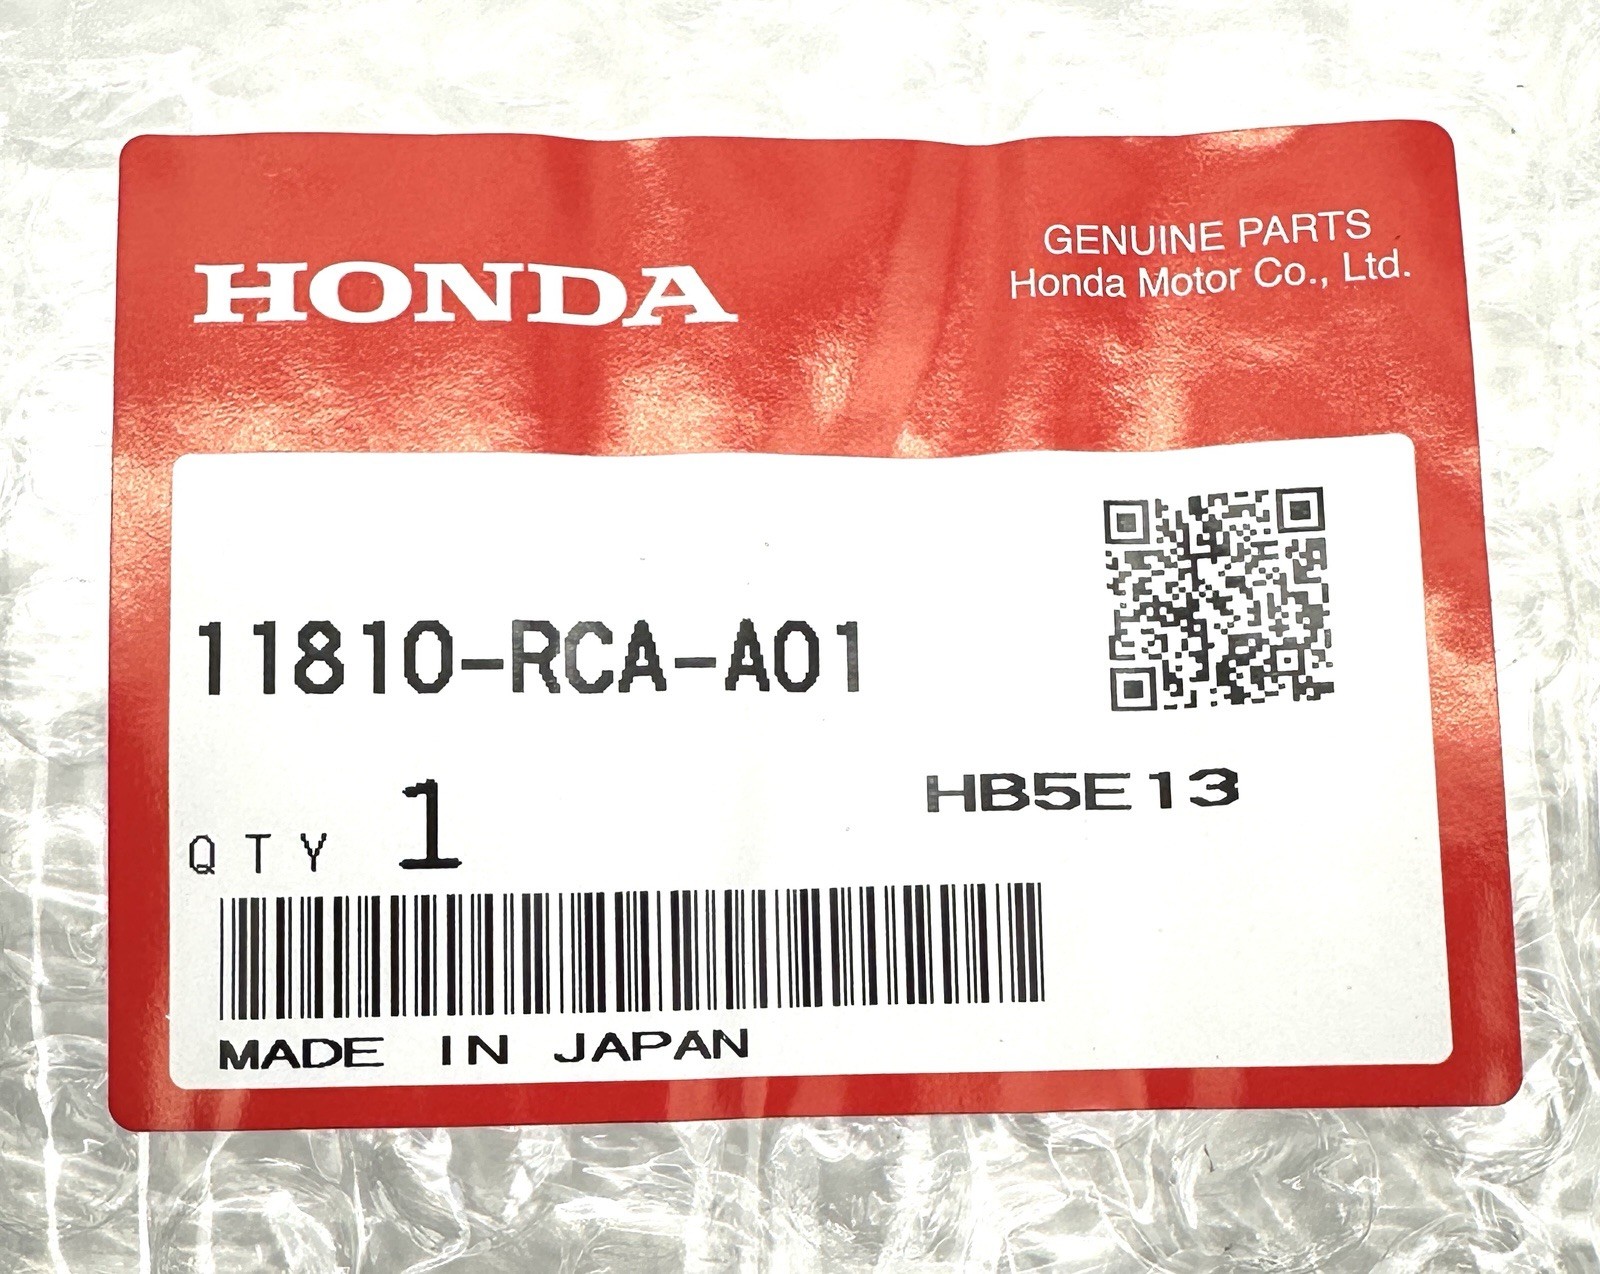 HONDA
GENUINE PARTS
Honda Motor Co., Ltd.
11810-RCA-A01
HB5E13
QTY 1
MADE IN JAPAN